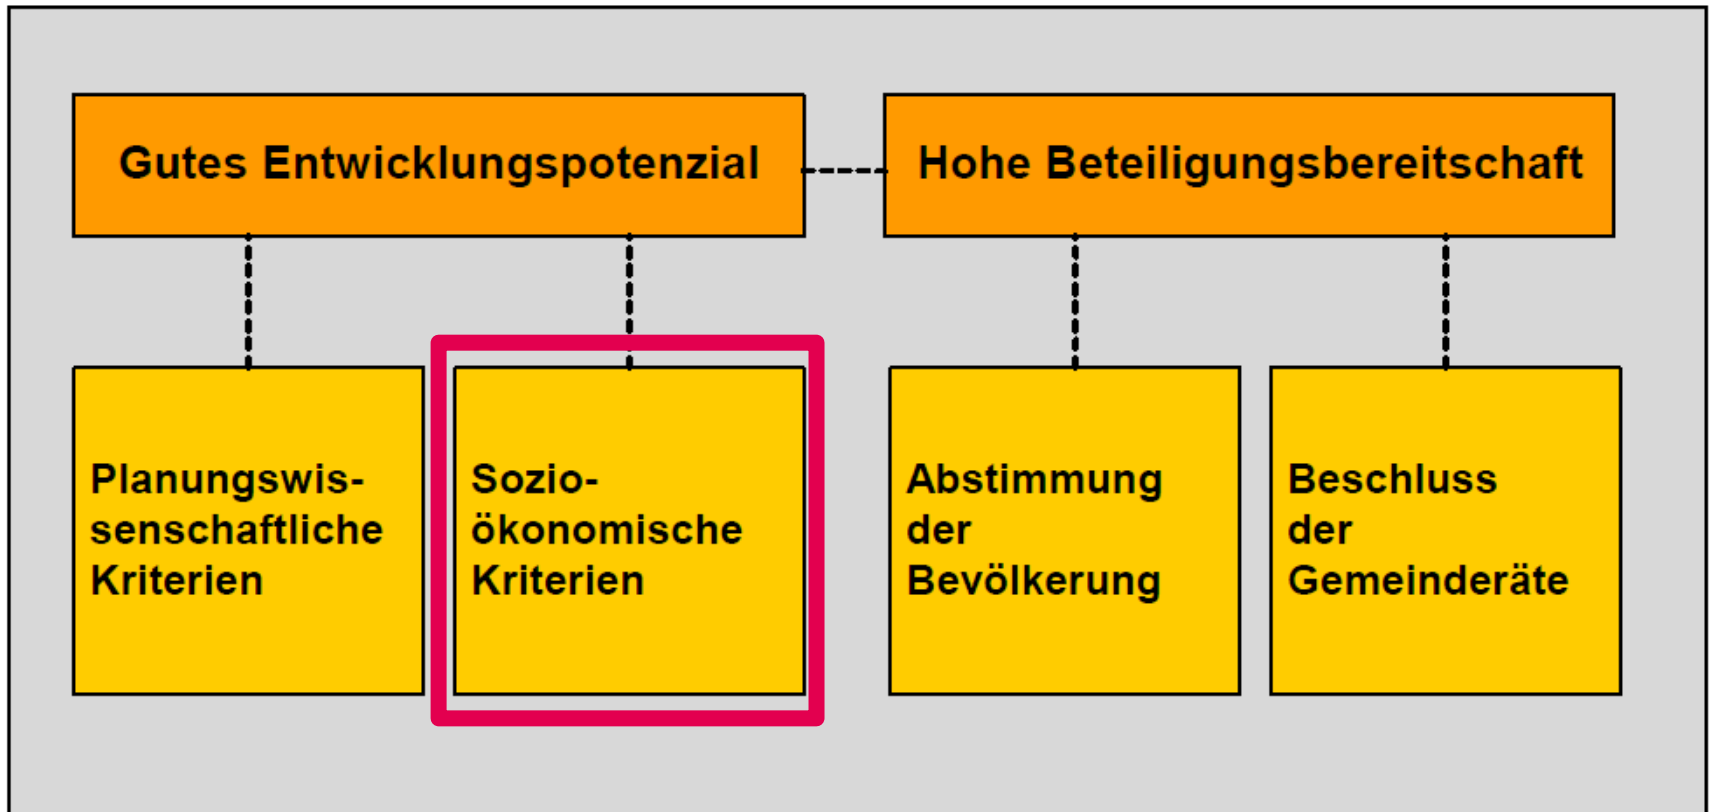 Gutes Entwicklungspotenzial
Hohe Beteiligungsbereitschaft
Planungswis-
senschaftliche
Kriterien
Sozio-
ökonomische
Kriterien
Abstimmung
der
Bevölkerung
Beschluss
der
Gemeinderäte